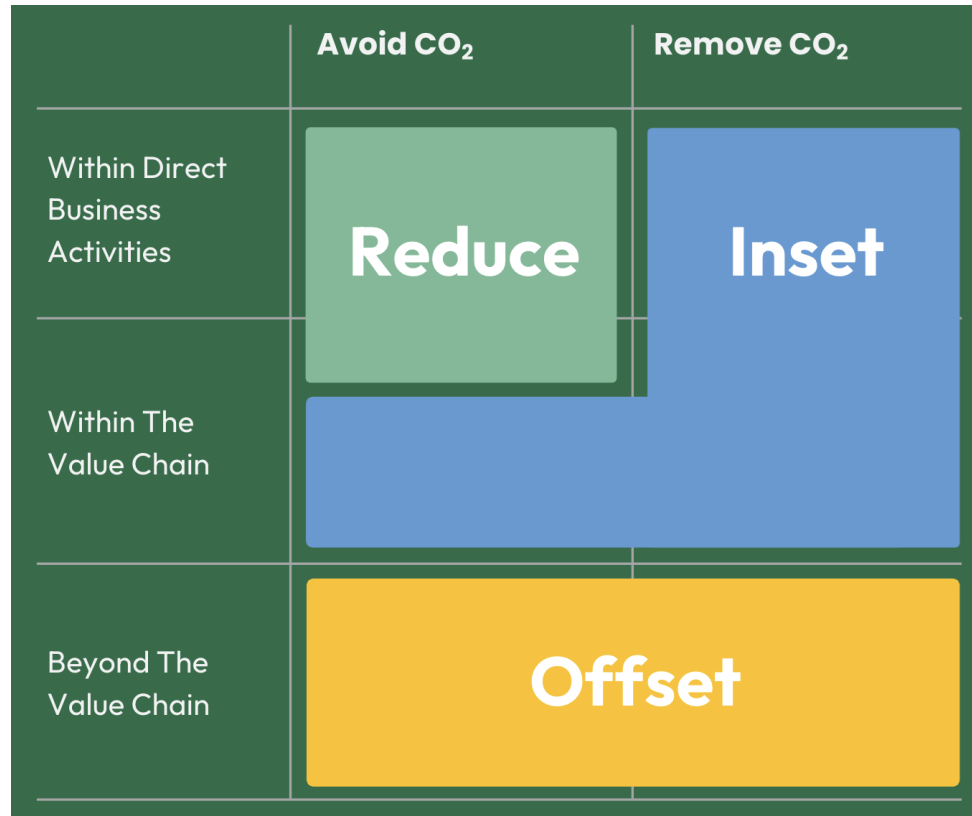 Avoid CO₂
Remove CO₂
Within Direct
Business
Activities
Reduce
Inset
Within The
Value Chain
Beyond The
Value Chain
Offset